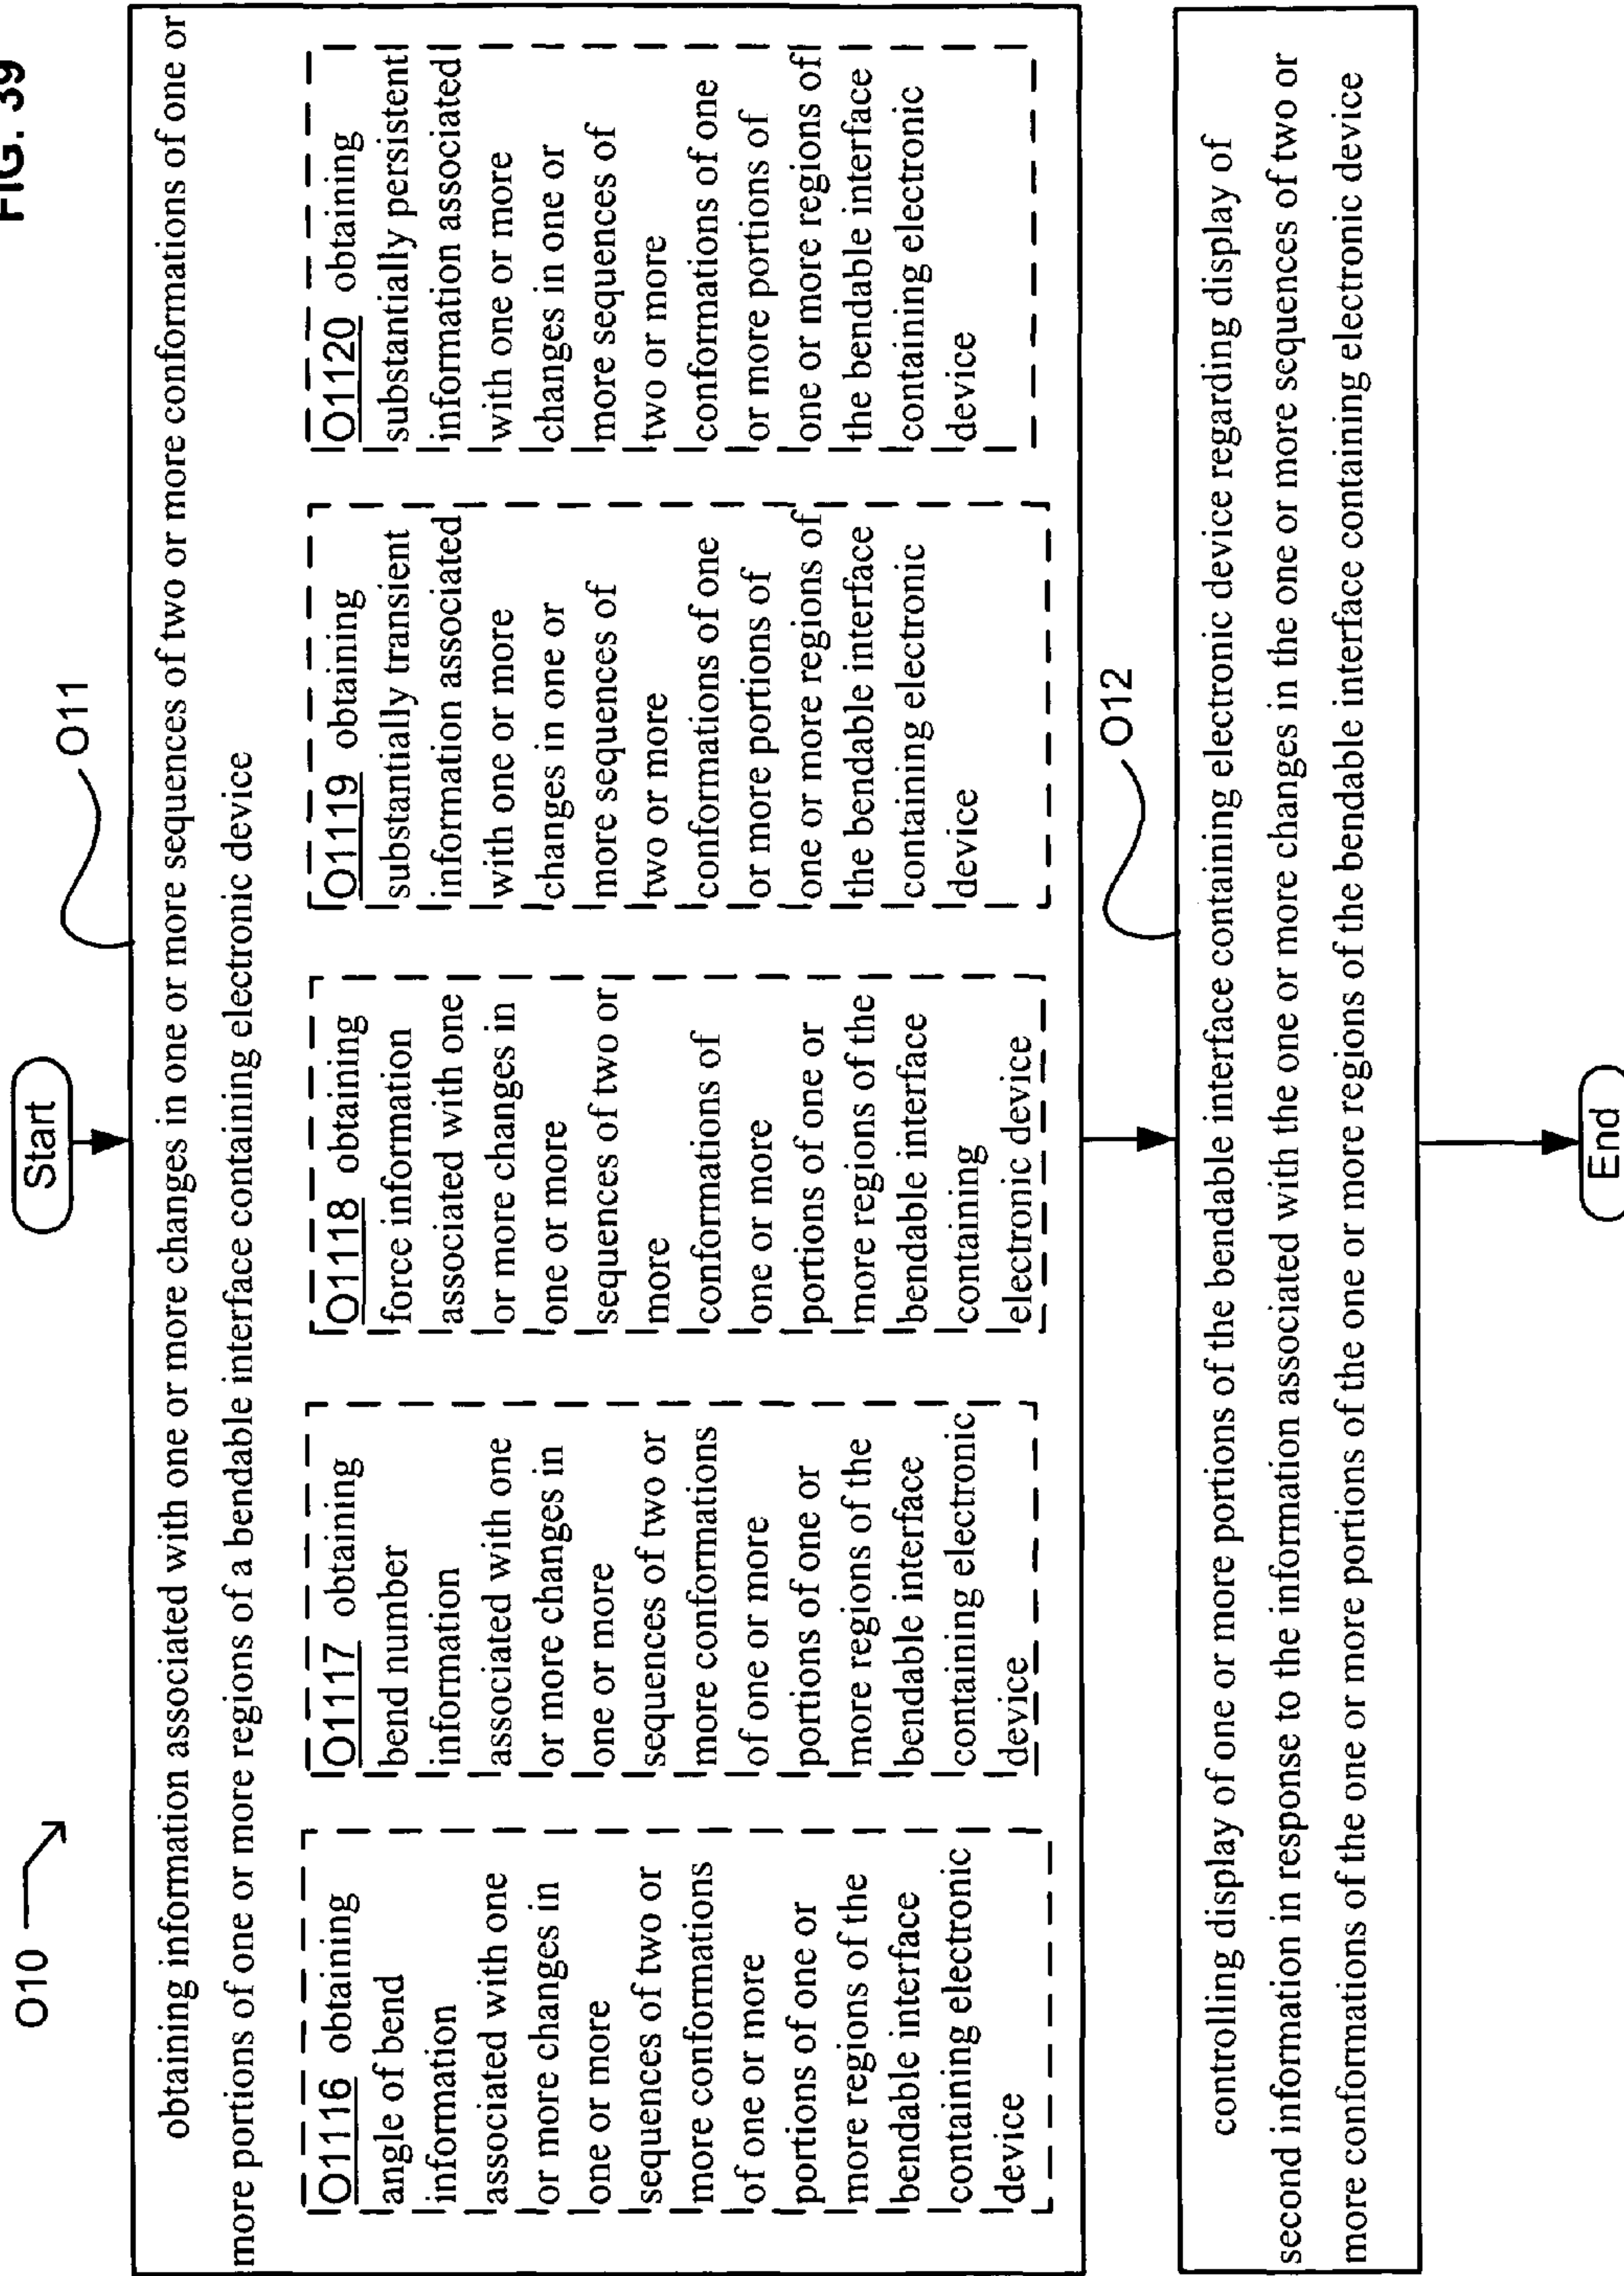 FIG. 39
O10
Start
O11
obtaining information associated with one or more changes in one or more sequences of two or more conformations of one or
more portions of one or more regions of a bendable interface containing electronic device
O1116 obtaining
angle of bend
information
associated with one
or more changes in
one or more
sequences of two or
more conformations
of one or more
portions of one or
more regions of the
bendable interface
containing electronic
device
O1117 obtaining
bend number
information
associated with one
or more changes in
one or more
sequences of two or
more conformations
of one or more
portions of one or
more regions of the
bendable interface
containing electronic
device
O1118 obtaining
force information
associated with one
or more changes in
one or more
sequences of two or
more
conformations of
one or more
portions of one or
more regions of the
bendable interface
containing
electronic device
O1119 obtaining
substantially transient
information associated
with one or more
changes in one or
more sequences of
two or more
conformations of one
or more portions of
one or more regions of
the bendable interface
containing electronic
device
O1120 obtaining
substantially persistent
information associated
with one or more
changes in one or
more sequences of
two or more
conformations of one
or more portions of
one or more regions of
the bendable interface
containing electronic
device
O12
controlling display of one or more portions of the bendable interface containing electronic device regarding display of
second information in response to the information associated with the one or more changes in the one or more sequences of two or
more conformations of the one or more portions of the one or more regions of the bendable interface containing electronic device
End